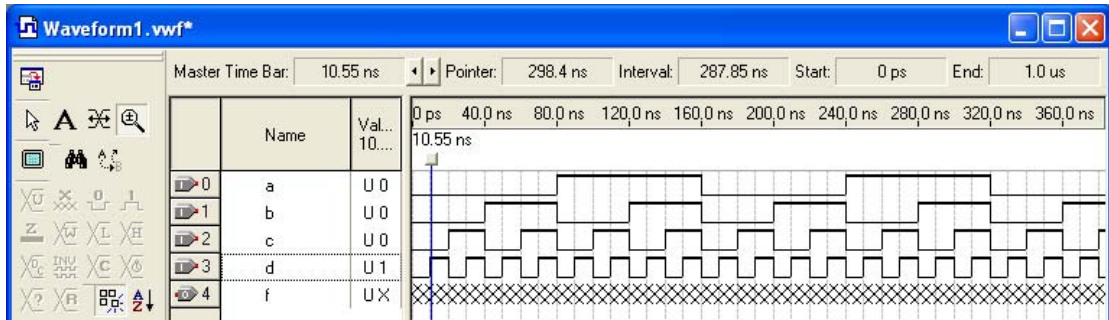 Waveform1.vwf*
Master Time Bar: 10.55 ns Pointer: 298.4 ns Interval: 287.85 ns Start: 0 ps End: 1.0 us
Name Val... 10.... 0 ps 40.0 ns 80.0 ns 120.0 ns 160.0 ns 200.0 ns 240.0 ns 280.0 ns 320.0 ns 360.0 ns
10.55 ns
0 a U 0
1 b U 0
2 c U 0
3 d U 1
4 f U X